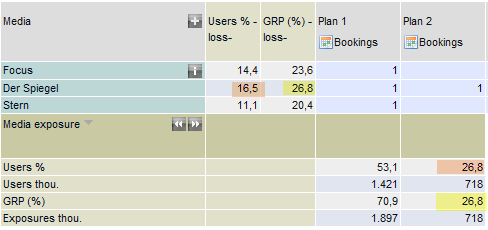 Media Users % - GRP (%) - Plan 1 Plan 2
loss- loss- Bookings Bookings
Focus 14,4 23,6 1
Der Spiegel 16,5 26,8 1 1
Stern 11,1 20,4 1
Media exposure
Users % 53,1 26,8
Users thou. 1.421 718
GRP (%) 70,9 26,8
Exposures thou. 1.897 718